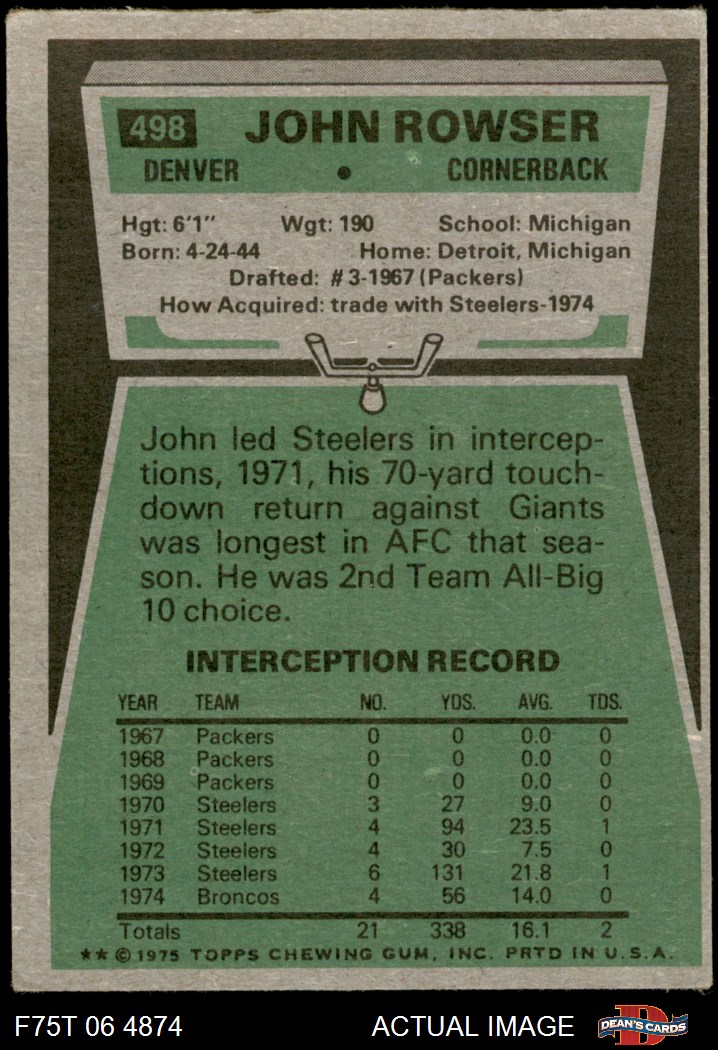 498 JOHN ROWSER
DENVER • CORNERBACK
Hgt: 6'1" Wgt: 190 School: Michigan
Born: 4-24-44 Home: Detroit, Michigan
Drafted: #3-1967 (Packers)
How Acquired: trade with Steelers-1974
John led Steelers in intercep-
tions, 1971, his 70-yard touch-
down return against Giants
was longest in AFC that sea-
son. He was 2nd Team All-Big
10 choice.
INTERCEPTION RECORD
YEAR TEAM NO. YDS. AVG. TDS.
1967 Packers 0 0 0.0 0
1968 Packers 0 0 0.0 0
1969 Packers 0 0 0.0 0
1970 Steelers 3 27 9.0 0
1971 Steelers 4 94 23.5 1
1972 Steelers 4 30 7.5 0
1973 Steelers 6 131 21.8 1
1974 Broncos 4 56 14.0 0
Totals 21 338 16.1 2
**©1975 TOPPS CHEWING GUM, INC. PRTD IN U.S.A.
F75T 06 4874 ACTUAL IMAGE D DEAN'S CARDS